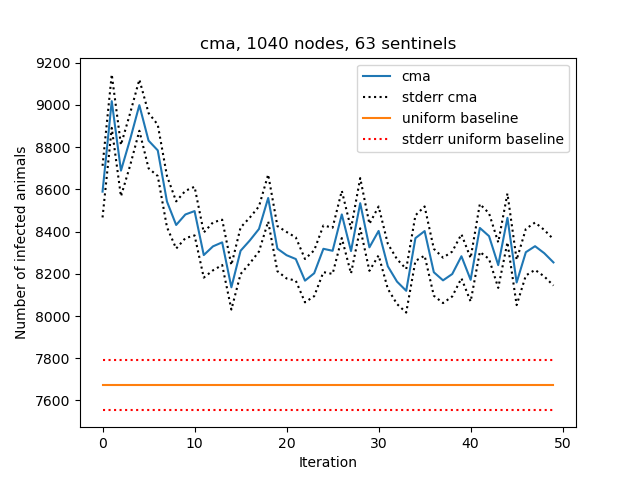 cma, 1040 nodes, 63 sentinels
9200
9000
8800
8600
8400
8200
8000
7800
7600
Number of infected animals
cma
stderr cma
uniform baseline
stderr uniform baseline
0 10 20 30 40 50
Iteration